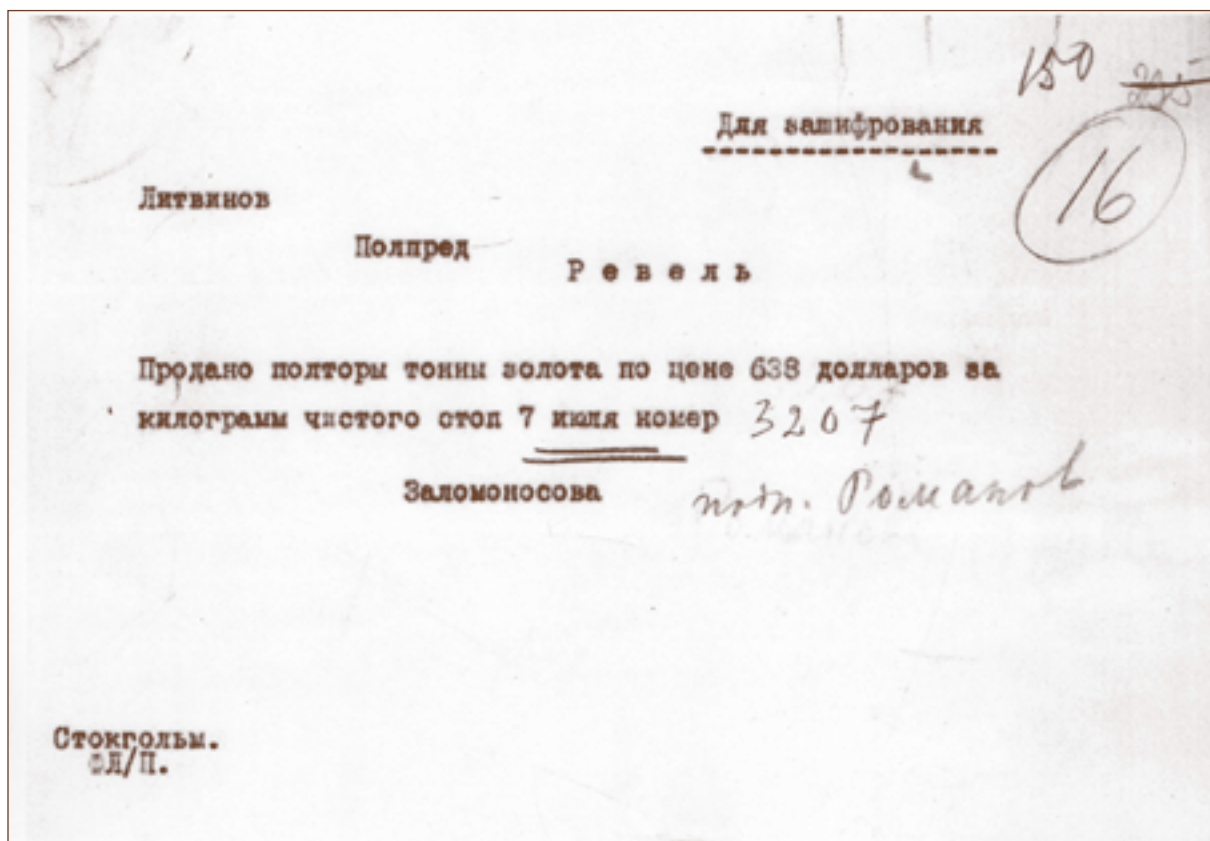 150 295
Для зашифрования
16
Литвинов
Полпред
Ревель
Продано полторы тонны золота по цене 638 долларов за
килограмм чистого стоп 7 июля номер 3207
Заломоносова подп. Романов
Стокгольм.
ФЛ/П.